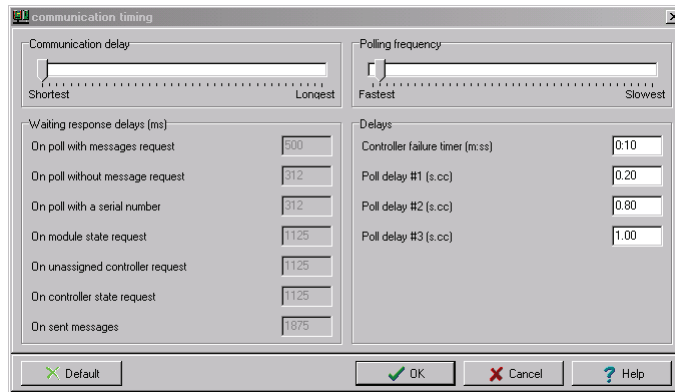 communication timing
Communication delay
Shortest Longest
Polling frequency
Fastest Slowest
Waiting response delays (ms)
On poll with messages request 500
On poll without message request 312
On poll with a serial number 312
On module state request 1125
On unassigned controller request 1125
On controller state request 1125
On sent messages 1875
Delays
Controller failure timer (m:ss) 0:10
Poll delay #1 (s.cc) 0.20
Poll delay #2 (s.cc) 0.80
Poll delay #3 (s.cc) 1.00
Default OK Cancel Help